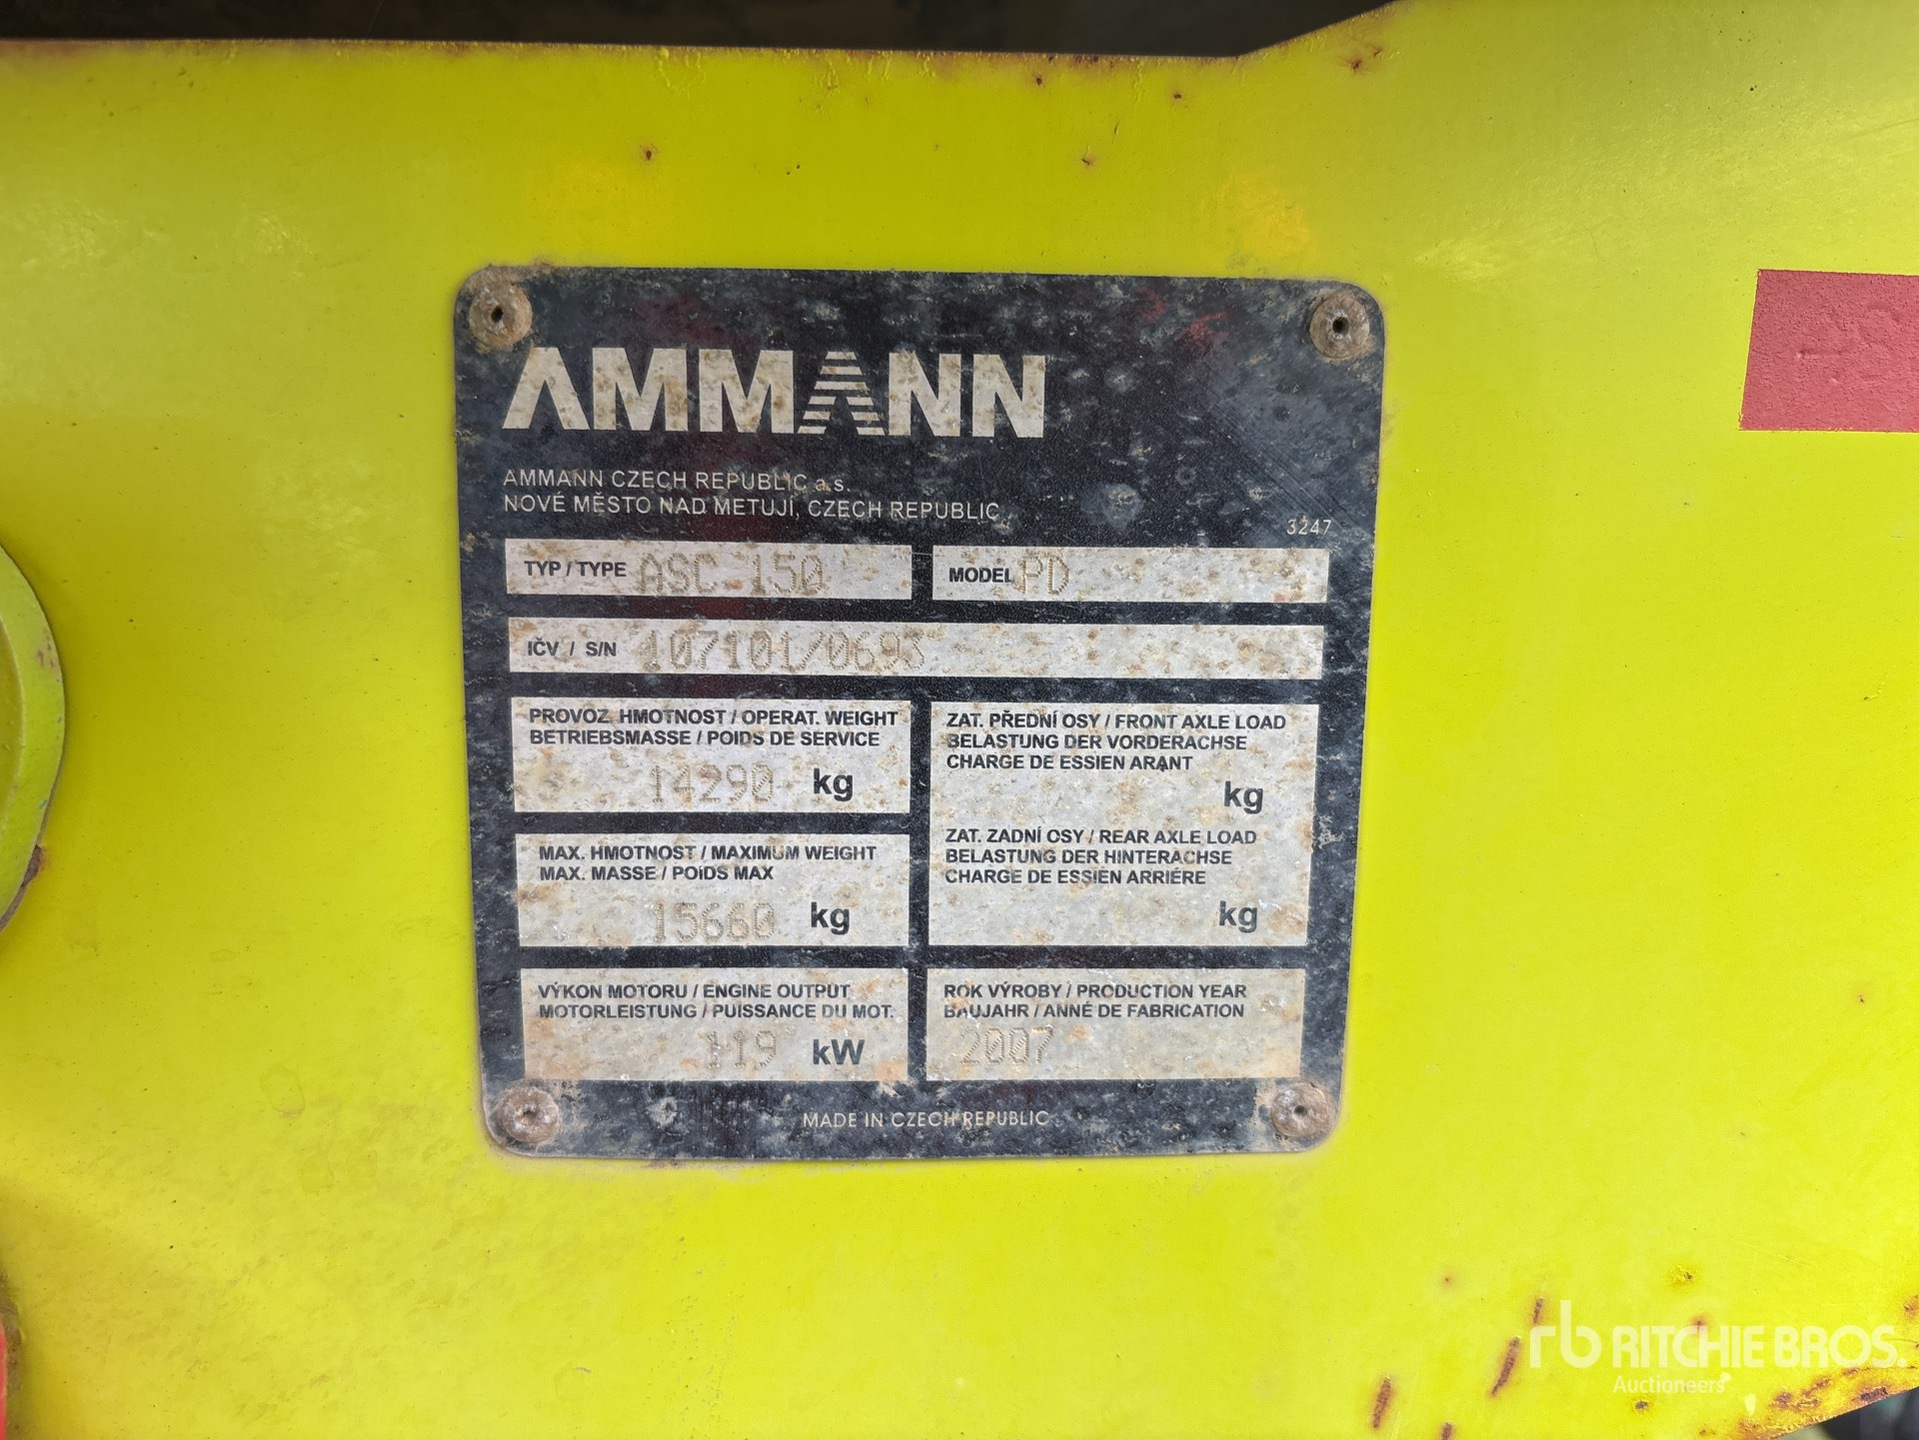 AMMANN
AMMANN CZECH REPUBLIC a.s.
NOVÉ MĚSTO NAD METUJÍ, CZECH REPUBLIC
3247
TYP / TYPE ASC 150
MODEL PD
IČV / S/N 107101/0693
PROVOZ. HMOTNOST / OPERAT. WEIGHT
BETRIEBSMASSE / POIDS DE SERVICE
14290 kg
ZAT. PŘEDNÍ OSY / FRONT AXLE LOAD
BELASTUNG DER VORDERACHSE
CHARGE DE ESSIEN ARANT
kg
MAX. HMOTNOST / MAXIMUM WEIGHT
MAX. MASSE / POIDS MAX
15660 kg
ZAT. ZADNÍ OSY / REAR AXLE LOAD
BELASTUNG DER HINTERACHSE
CHARGE DE ESSIEN ARRIÉRE
kg
VÝKON MOTORU / ENGINE OUTPUT
MOTORLEISTUNG / PUISSANCE DU MOT.
119 kW
ROK VÝROBY / PRODUCTION YEAR
BAUJAHR / ANNÉ DE FABRICATION
2007
MADE IN CZECH REPUBLIC
rb RITCHIE BROS.
Auctioneers